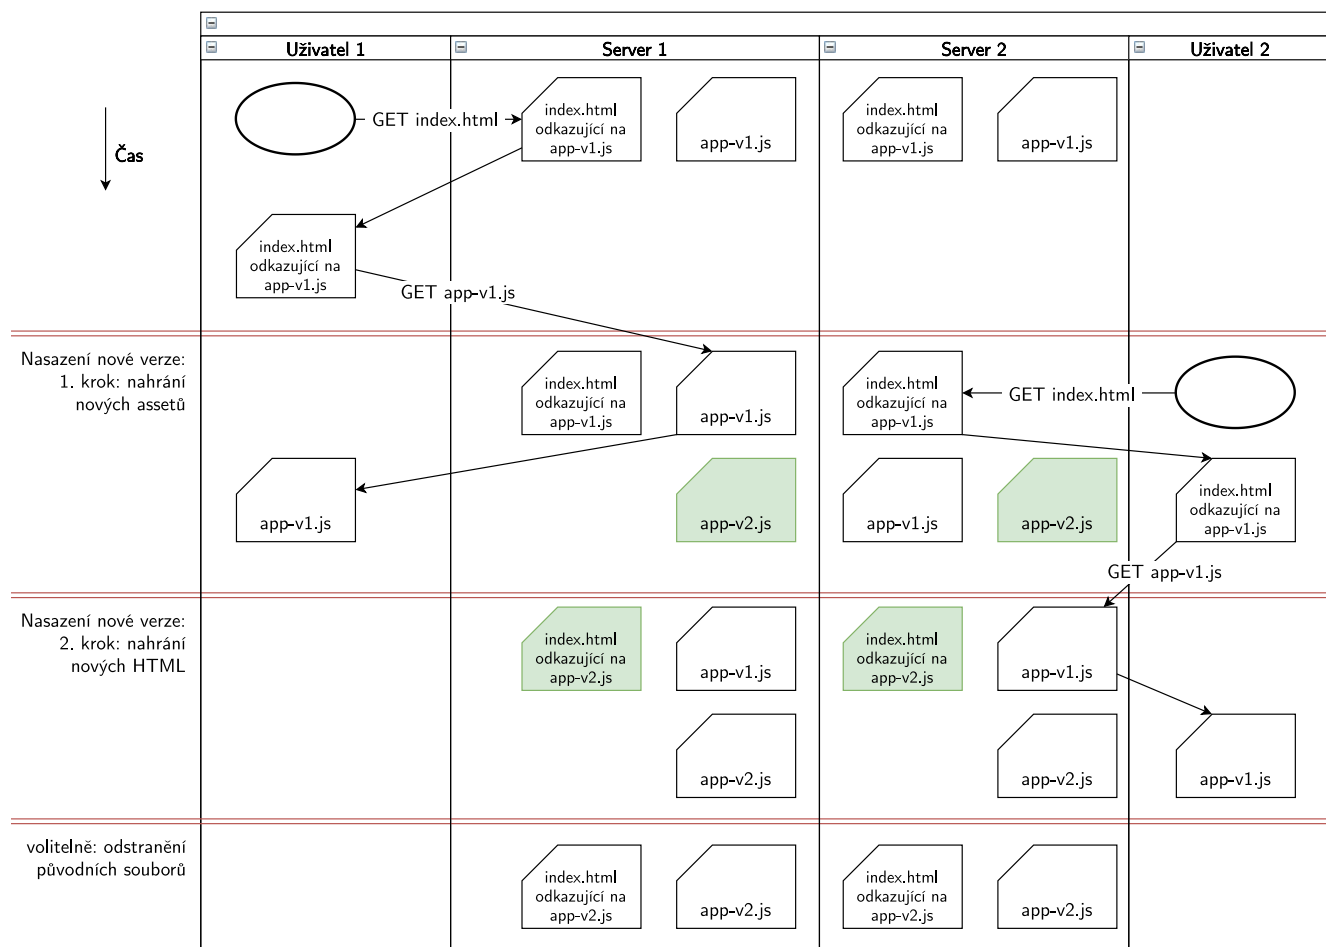 Uživatel 1
Server 1
Server 2
Uživatel 2
Čas
GET index.html
index.html
odkazující na
app-v1.js
app-v1.js
index.html
odkazující na
app-v1.js
app-v1.js
index.html
odkazující na
app-v1.js
GET app-v1.js
Nasazení nové verze:
1. krok: nahrání
nových assetů
index.html
odkazující na
app-v1.js
app-v1.js
index.html
odkazující na
app-v1.js
GET index.html
app-v1.js
app-v2.js
app-v1.js
app-v2.js
index.html
odkazující na
app-v1.js
GET app-v1.js
Nasazení nové verze:
2. krok: nahrání
nových HTML
index.html
odkazující na
app-v2.js
app-v1.js
index.html
odkazující na
app-v2.js
app-v1.js
app-v2.js
app-v2.js
app-v1.js
volitelně: odstranění
původních souborů
index.html
odkazující na
app-v2.js
app-v2.js
index.html
odkazující na
app-v2.js
app-v2.js